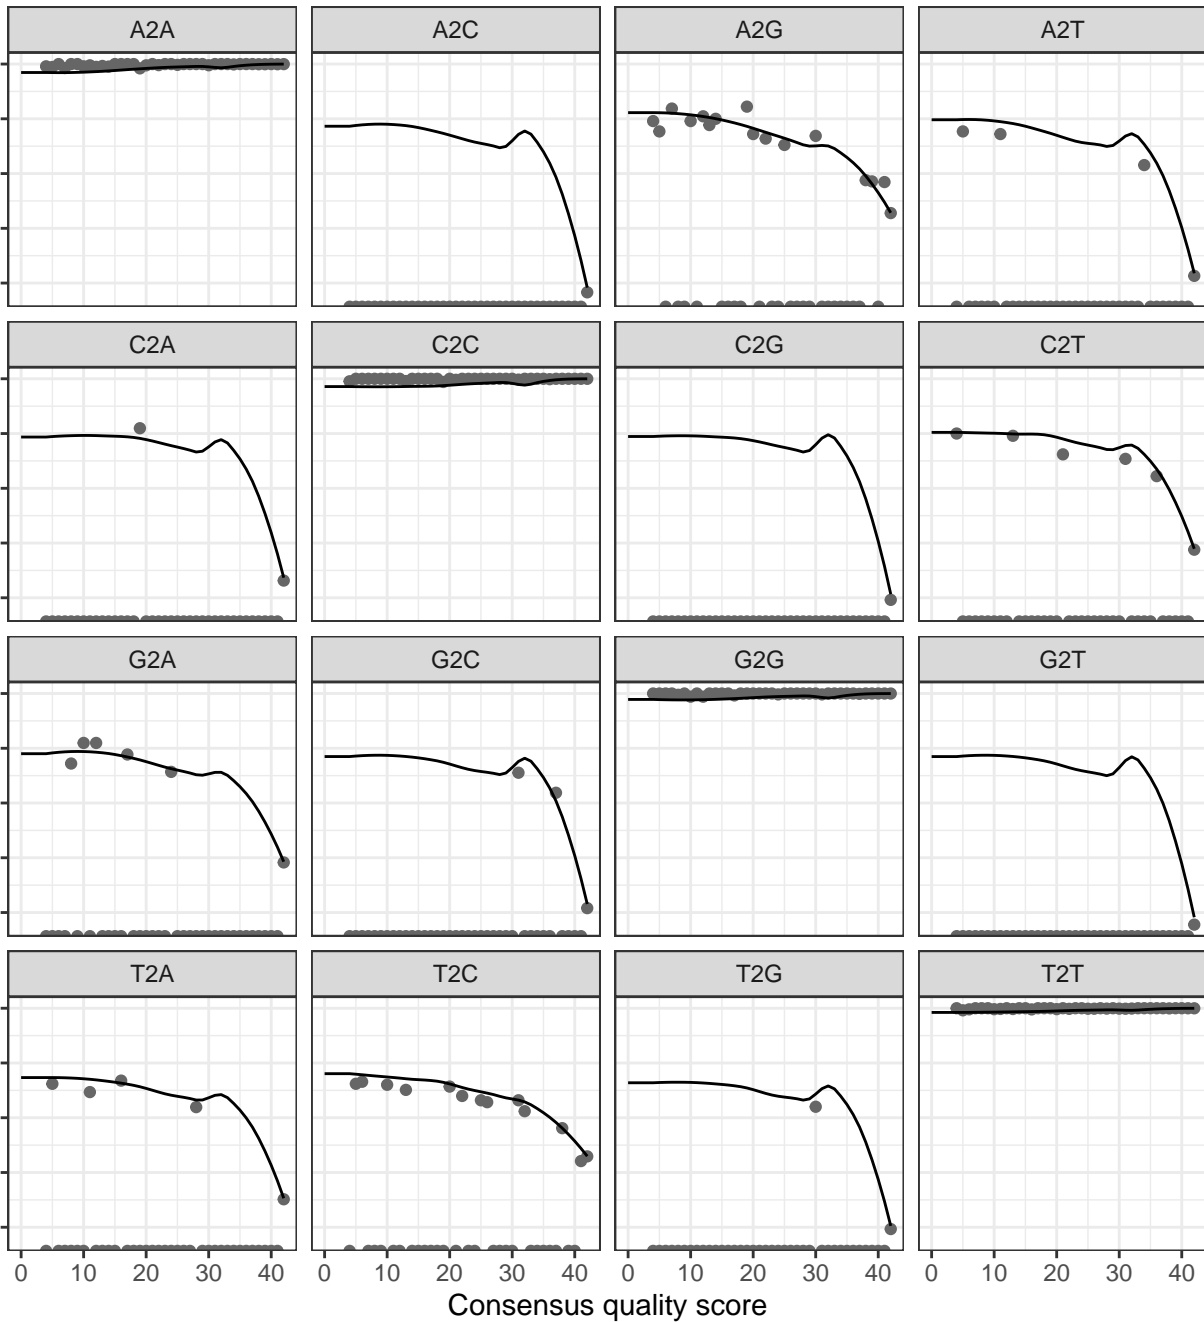 A2A A2C A2G A2T
C2A C2C C2G C2T
G2A G2C G2G G2T
T2A T2C T2G T2T
0 10 20 30 40 0 10 20 30 40 0 10 20 30 40 0 10 20 30 40
Consensus quality score